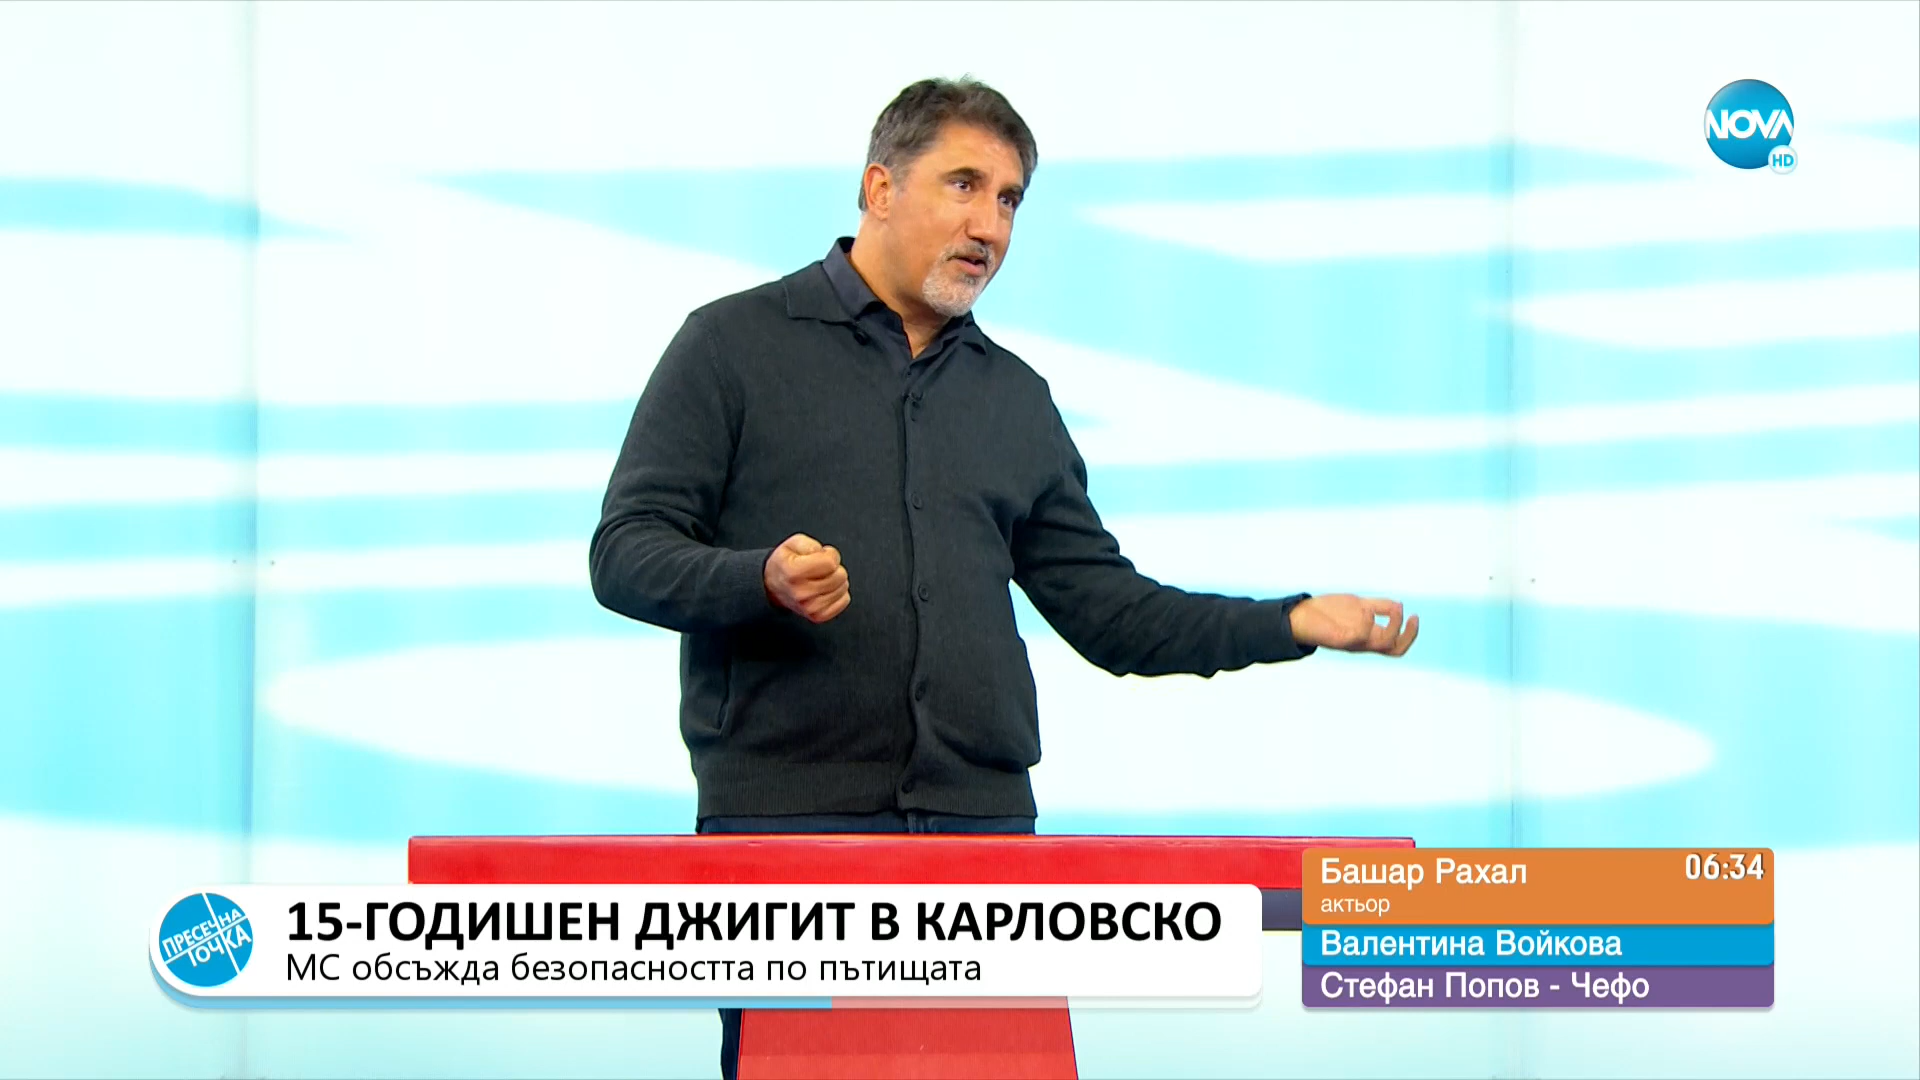 NOVA
HD
Башар Рахал
06:34
актьор
Валентина Войкова
Стефан Попов - Чефо
ПРЕСЕЧНА
ТОЧКА
15-ГОДИШЕН ДЖИГИТ В КАРЛОВСКО
МС обсъжда безопасността по пътищата